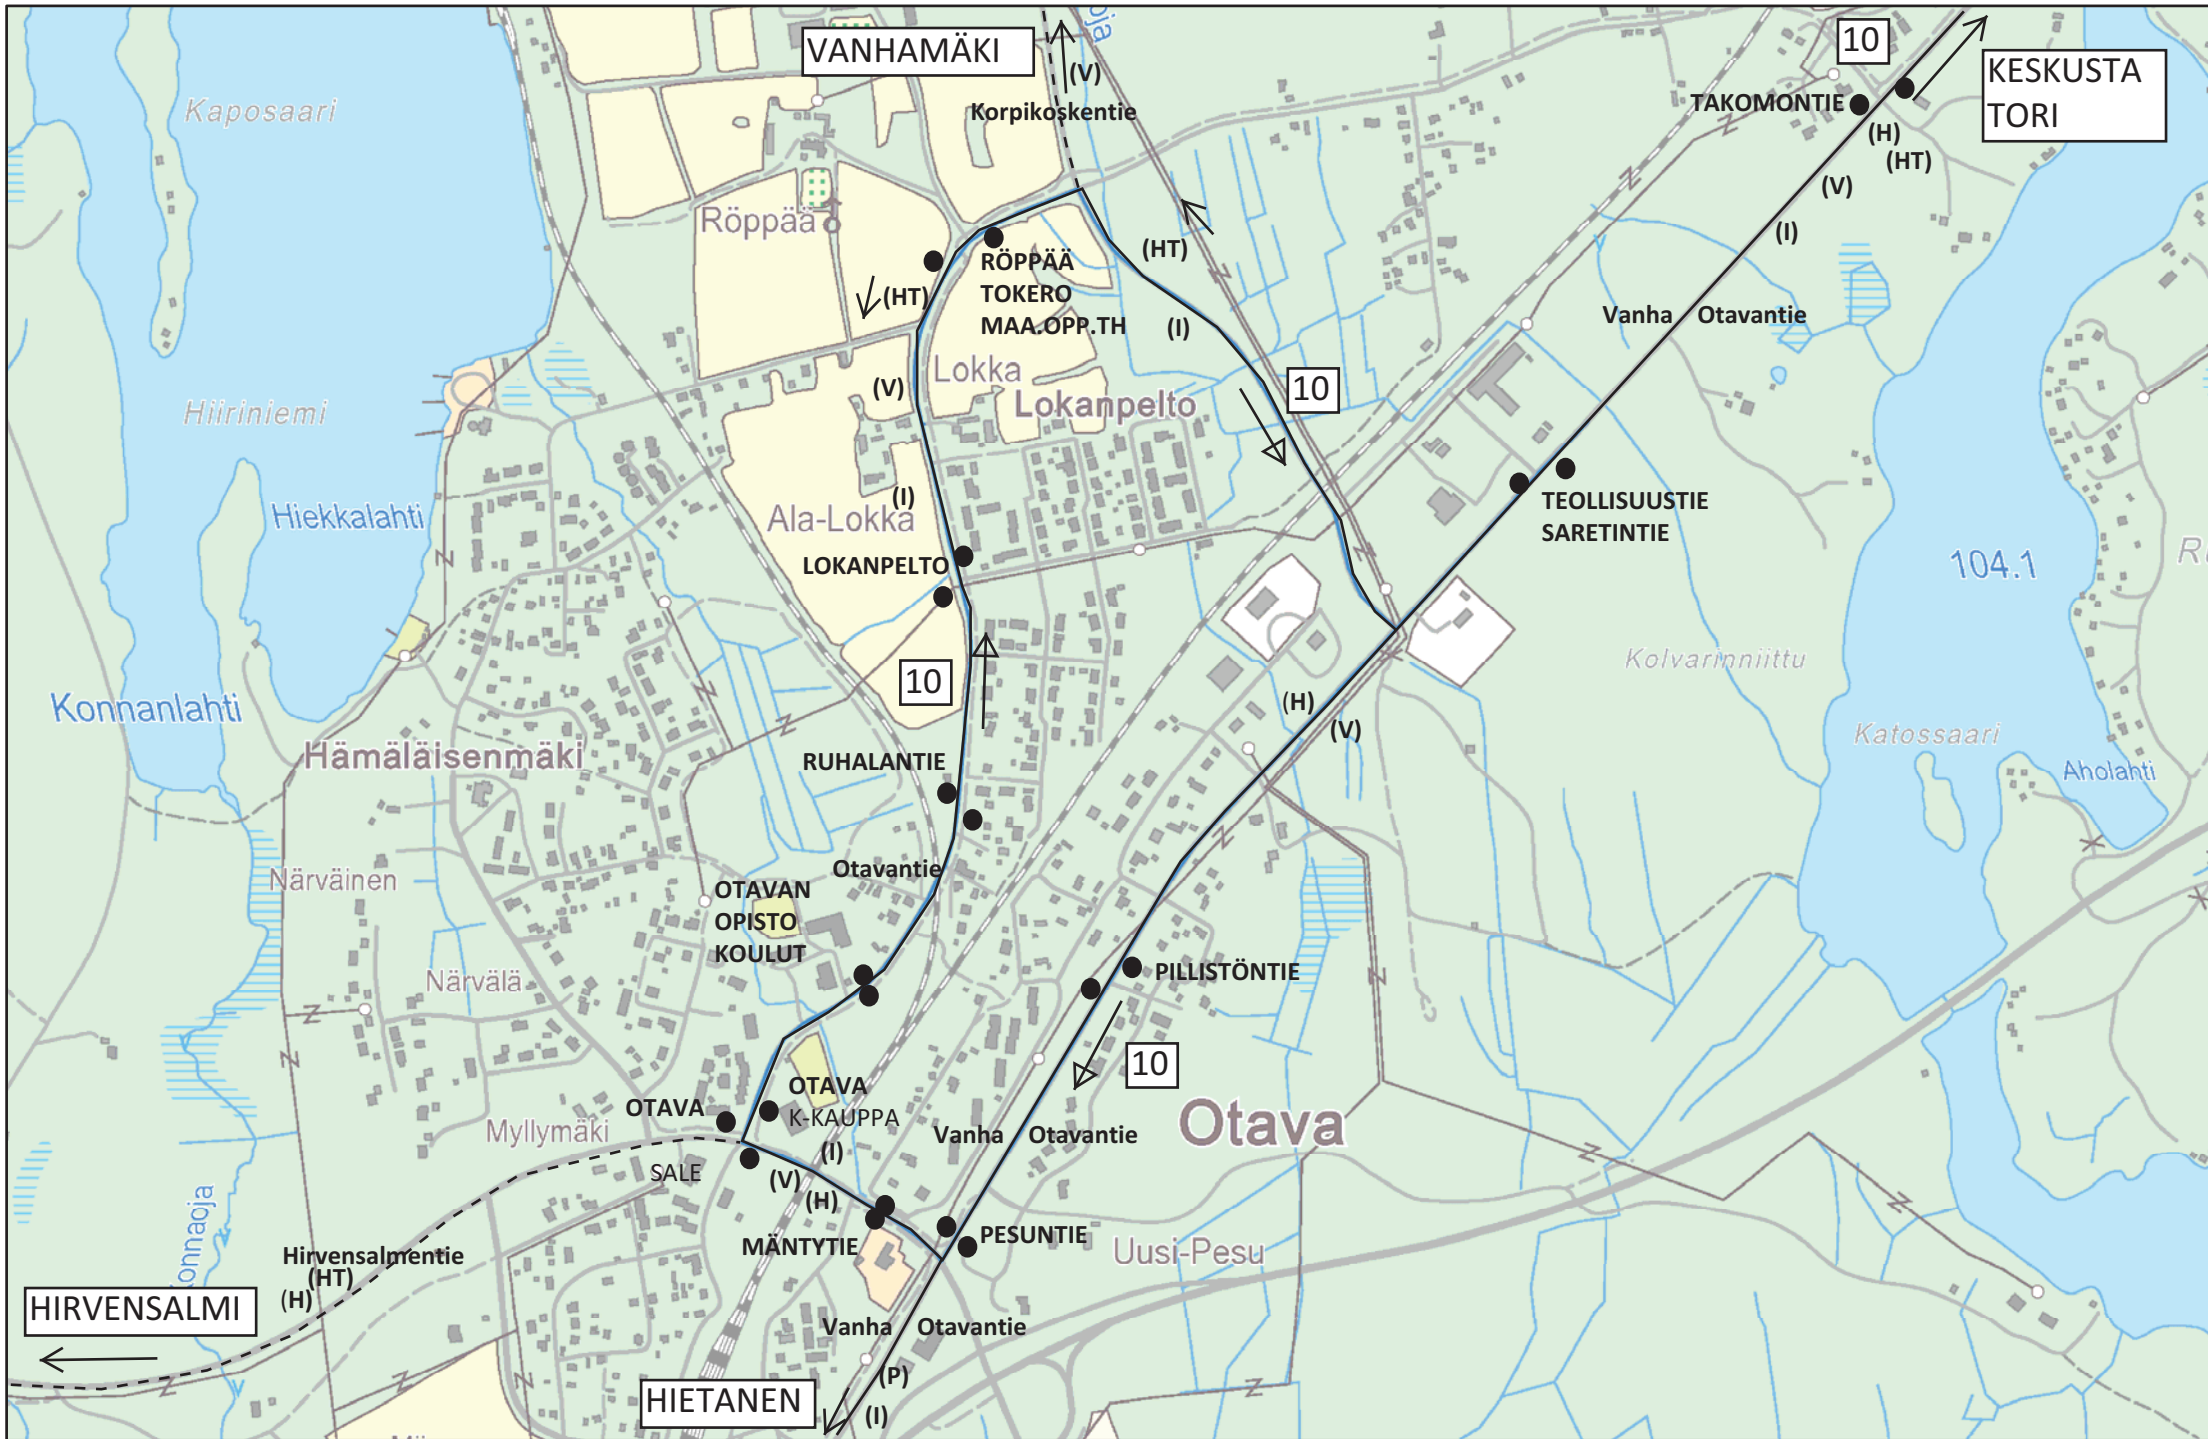 VANHAMÄKI
(V)
Korpikoskentie
10
KESKUSTA
TORI
TAKOMONTIE
(H)
(HT)
(V)
(I)
Kaposaari
Röppää
RÖPPÄÄ
TOKERO
MAA.OPP.TH
(HT)
(HT)
(I)
Vanha Otavantie
Lokka
Lokanpelto
10
(V)
Hiiriniemi
Hiekkalahti
(I)
Ala-Lokka
LOKANPELTO
TEOLLISUUSTIE
SARETINTIE
104.1
Kolvarinniittu
Konnanlahti
10
(H)
(V)
Katossaari
Aholahti
Hämäläisenmäki
RUHALANTIE
Otavantie
Närväinen
OTAVAN
OPISTO
KOULUT
Närvälä
PILLISTÖNTIE
10
OTAVA
OTAVA
K-KAUPPA
Myllymäki
Vanha Otavantie
Otava
(I)
SALE
(V)
(H)
MÄNTYTIE
PESUNTIE
Uusi-Pesu
Hirvensalmentie
(HT)
(H)
HIRVENSALMI
Vanha Otavantie
(P)
HIETANEN
(I)